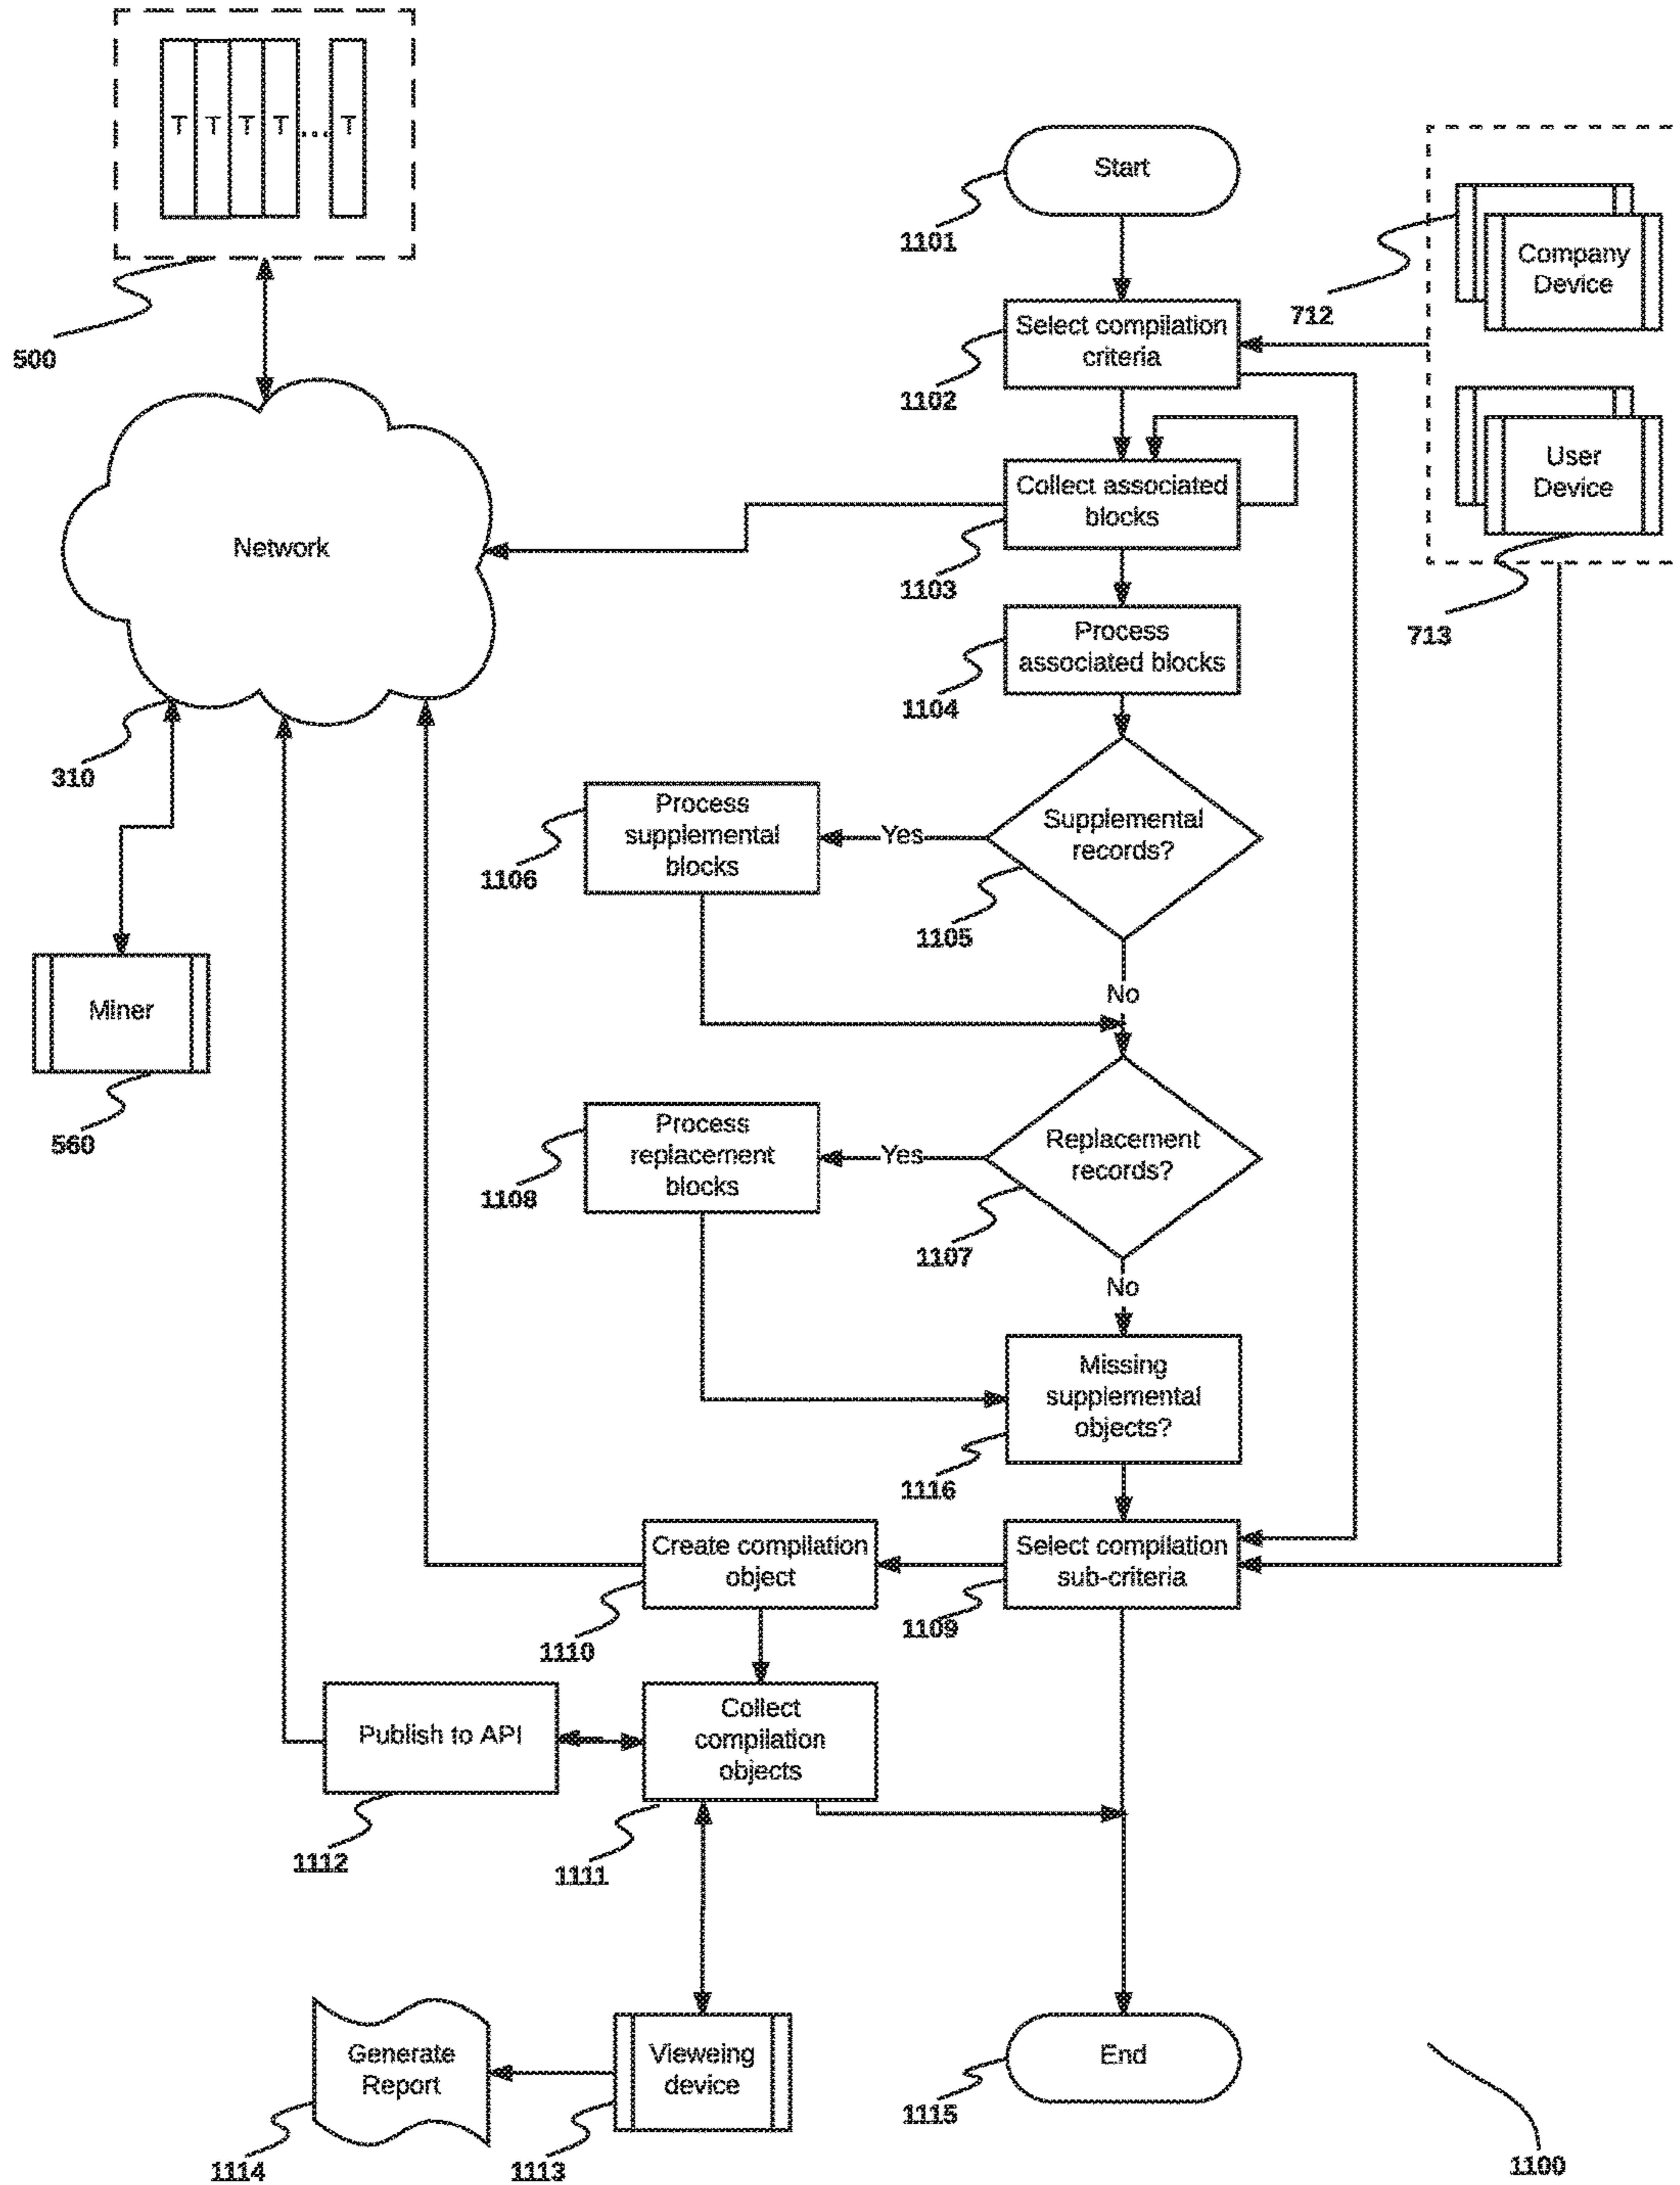 T T T T ... T
500
Start
1101
Company
Device
712
Select compilation
criteria
1102
User
Device
713
Collect associated
blocks
1103
Network
310
Process
associated blocks
1104
Supplemental
records?
1105
Yes
Process
supplemental
blocks
1106
No
Miner
560
Replacement
records?
1107
Yes
Process
replacement
blocks
1108
No
Missing
supplemental
objects?
1116
Select compilation
sub-criteria
1109
Create compilation
object
1110
Collect
compilation
objects
1111
Publish to API
1112
Vieweing
device
1113
Generate
Report
1114
End
1115
1100